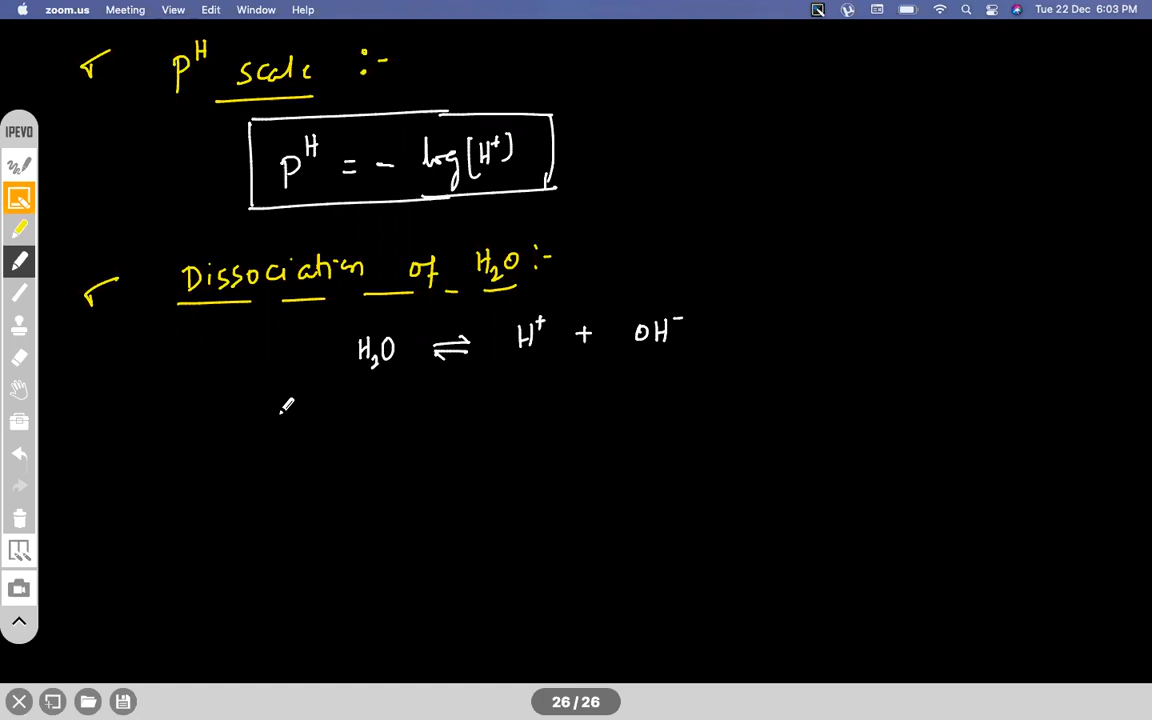 zoom.us Meeting View Edit Window Help Tue 22 Dec 6:03 PM
pᴴ scale :-
IPEVO
pᴴ = - log[H⁺]
Dissociation of H₂O :-
H₂O ⇌ H⁺ + OH⁻
26 / 26